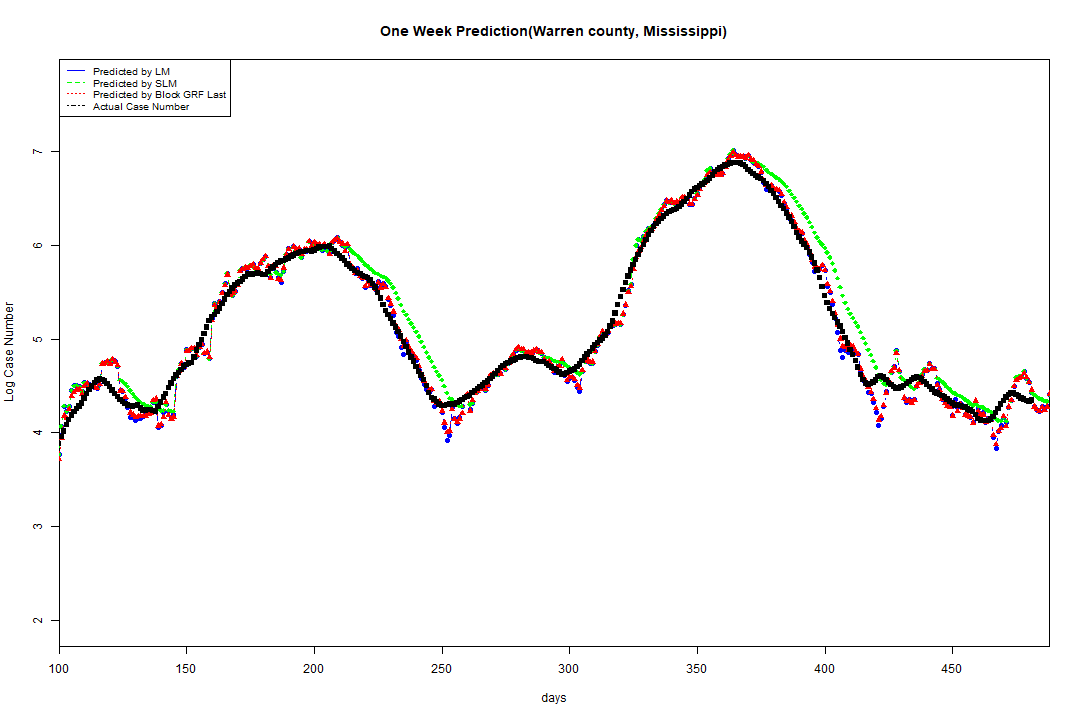 One Week Prediction(Warren county, Mississippi)
Predicted by LM
Predicted by SLM
Predicted by Block GRF Last
Actual Case Number
7
6
5
4
3
2
Log Case Number
100 150 200 250 300 350 400 450
days